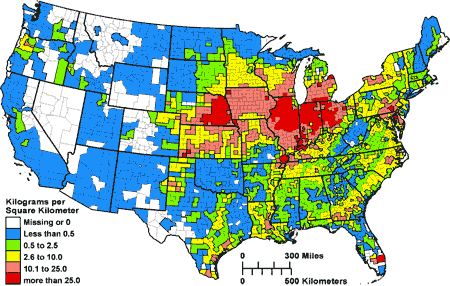 Kilograms per
Square Kilometer
Missing or 0
Less than 0.5
0.5 to 2.5
2.6 to 10.0
10.1 to 25.0
more than 25.0
0 300 Miles
0 500 Kilometers